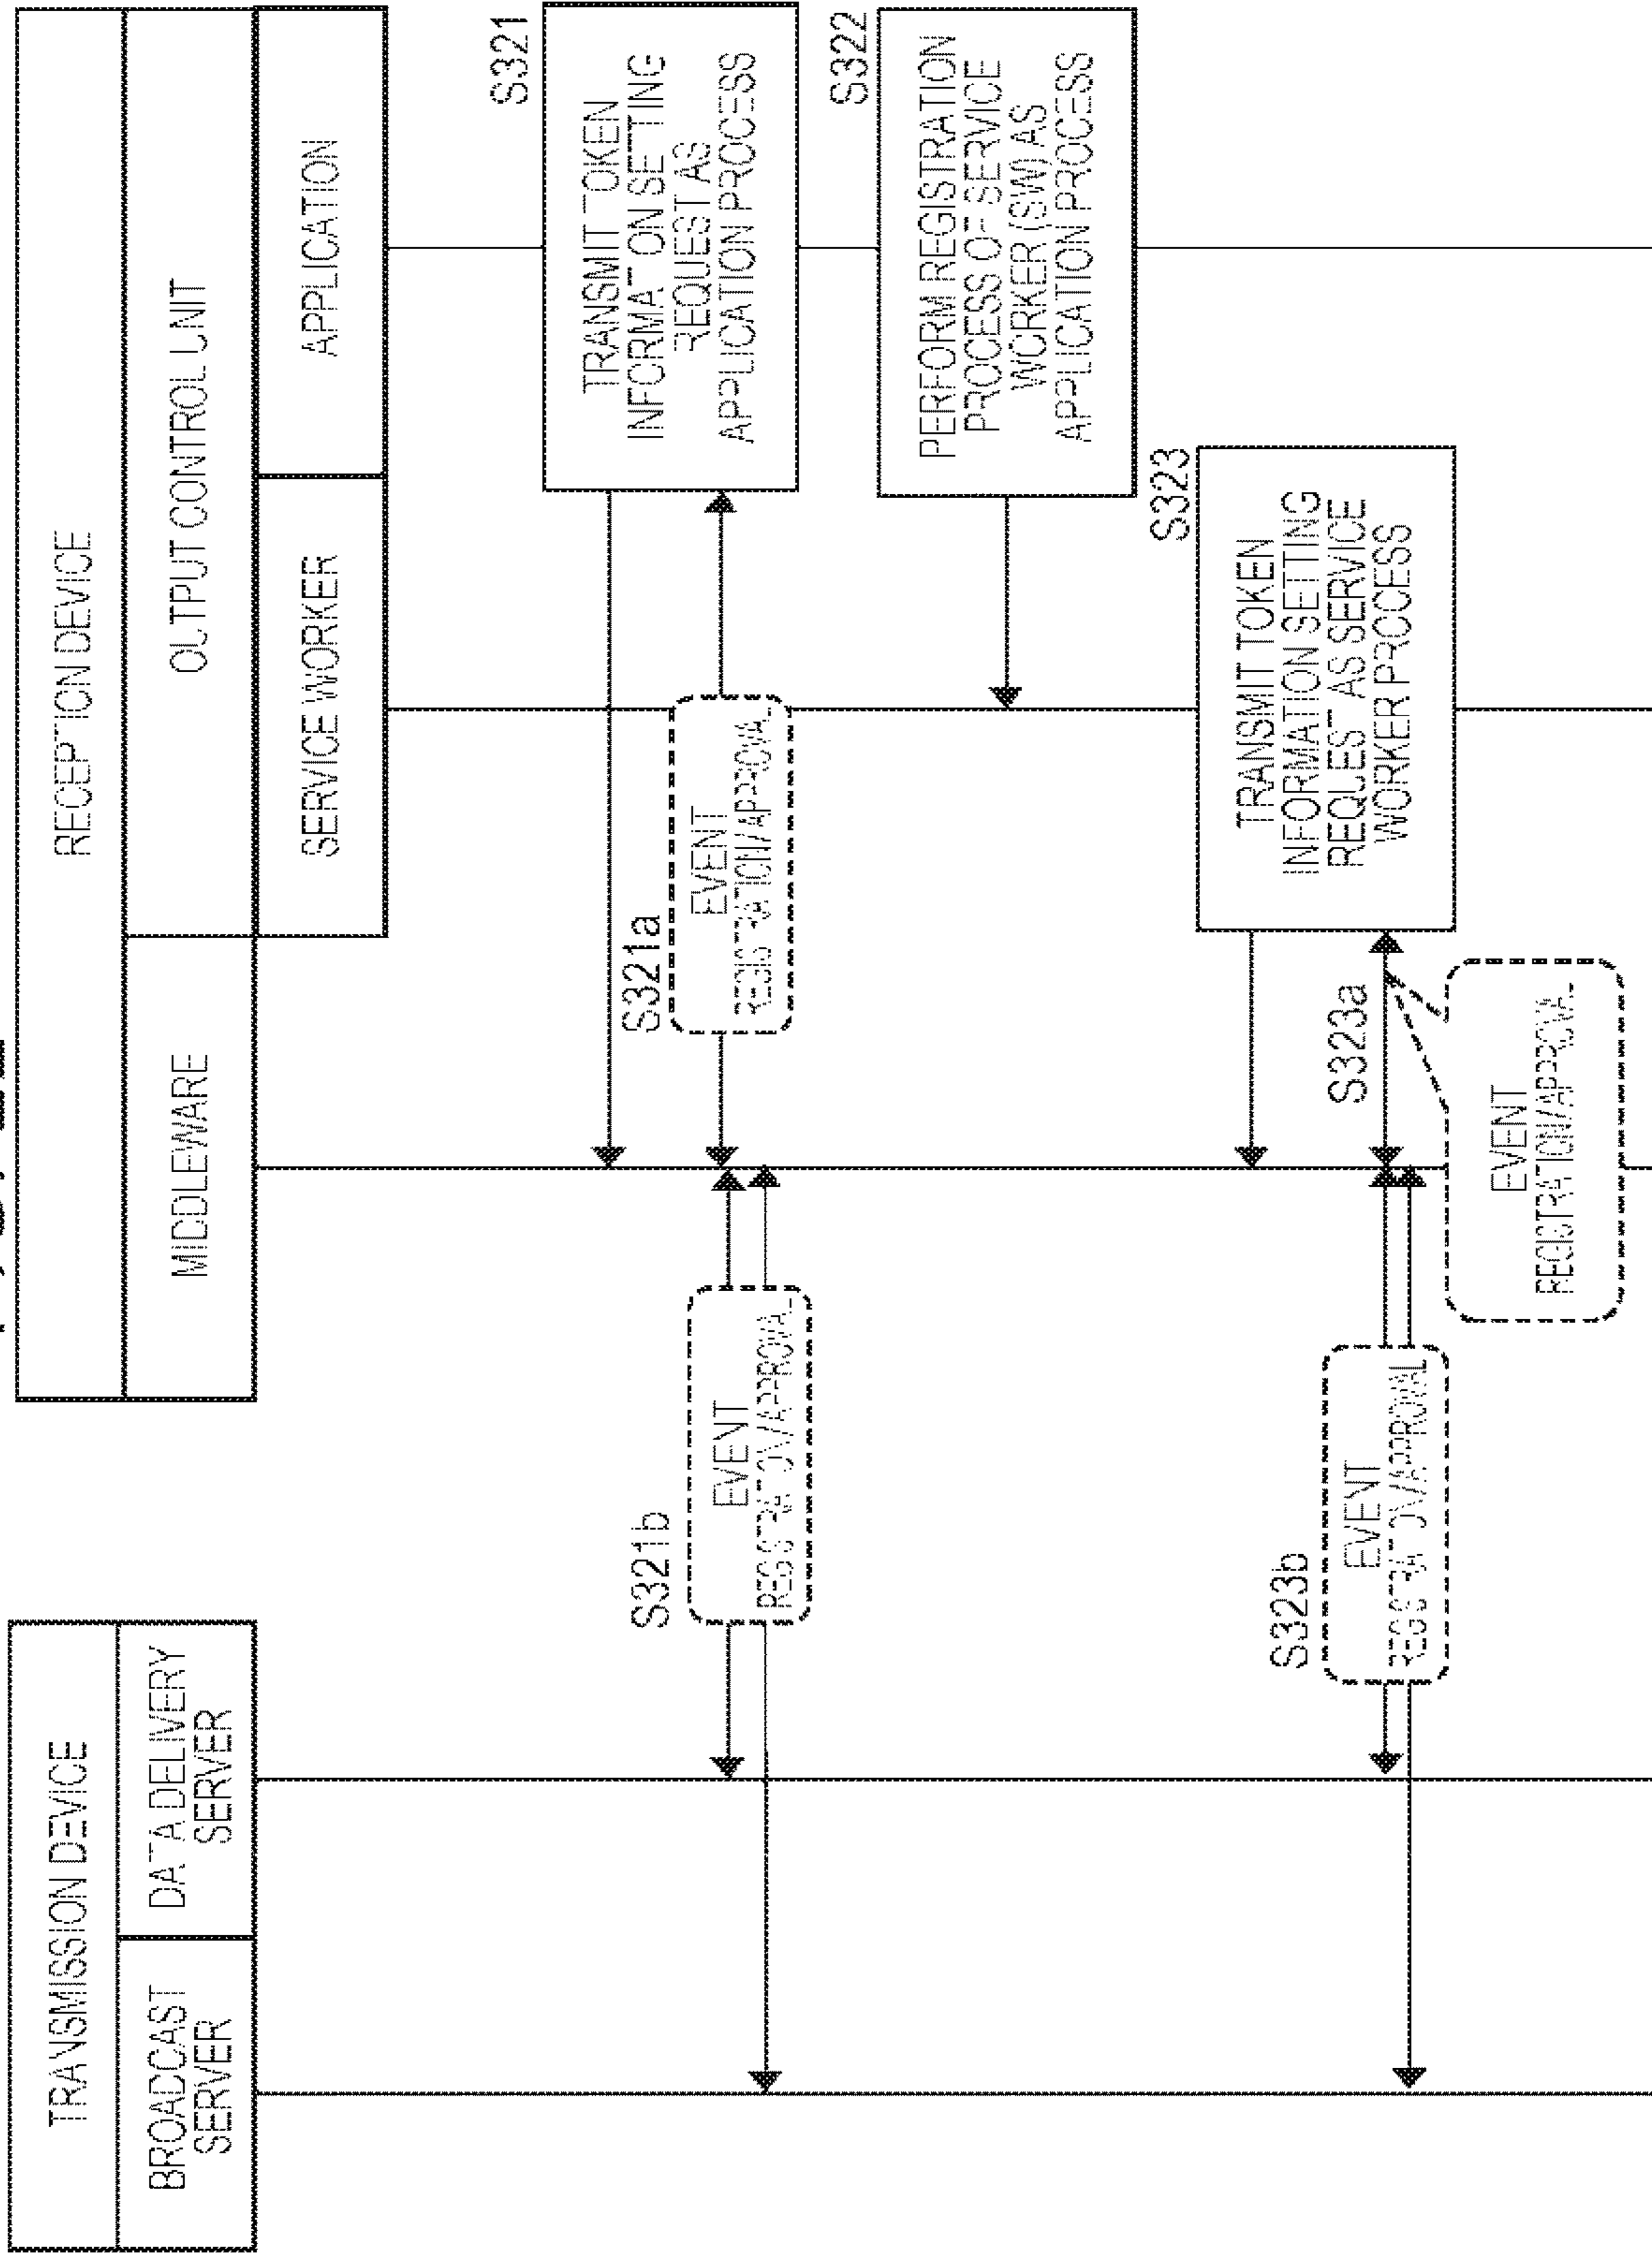 TRANSMISSION DEVICE
BROADCAST
SERVER
DATA DELIVERY
SERVER
RECEPTION DEVICE
MIDDLEWARE
OUTPUT CONTROL UNIT
SERVICE WORKER
APPLICATION
S321
TRANSMIT TOKEN
INFORMATION SETTING
REQUEST AS
APPLICATION PROCESS
S321a
EVENT
REGISTRATION/APPROVAL
S321b
EVENT
REGISTRATION/APPROVAL
S322
PERFORM REGISTRATION
PROCESS OF SERVICE
WORKER (SW) AS
APPLICATION PROCESS
S323
TRANSMIT TOKEN
INFORMATION SETTING
REQUEST AS SERVICE
WORKER PROCESS
S323a
EVENT
REGISTRATION/APPROVAL
S323b
EVENT
REGISTRATION/APPROVAL